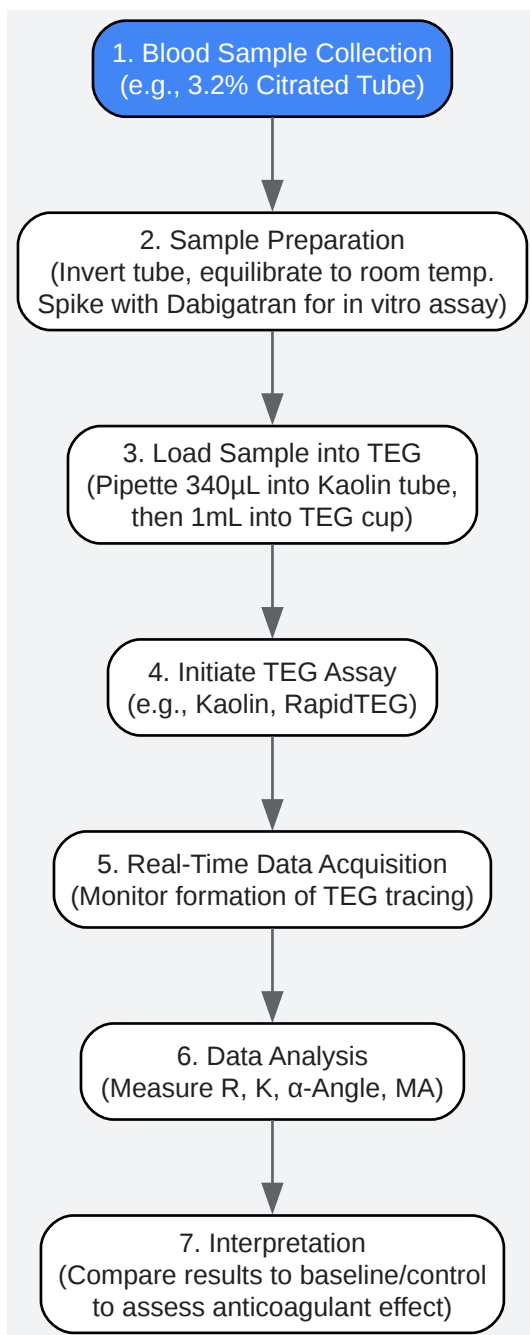 1. Blood Sample Collection
(e.g., 3.2% Citrated Tube)
2. Sample Preparation
(Invert tube, equilibrate to room temp.
Spike with Dabigatran for in vitro assay)
3. Load Sample into TEG
(Pipette 340µL into Kaolin tube,
then 1mL into TEG cup)
4. Initiate TEG Assay
(e.g., Kaolin, RapidTEG)
5. Real-Time Data Acquisition
(Monitor formation of TEG tracing)
6. Data Analysis
(Measure R, K, α-Angle, MA)
7. Interpretation
(Compare results to baseline/control
to assess anticoagulant effect)